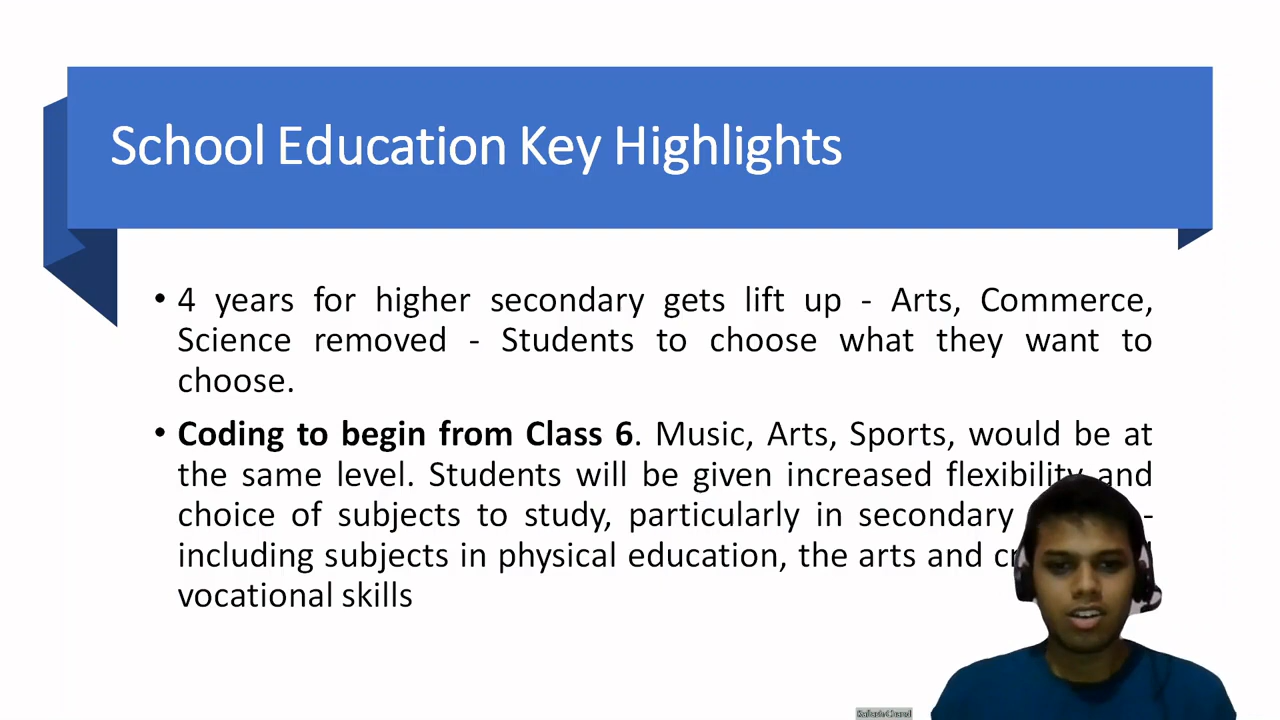 School Education Key Highlights
• 4 years for higher secondary gets lift up - Arts, Commerce,
Science removed - Students to choose what they want to
choose.
• Coding to begin from Class 6. Music, Arts, Sports, would be at
the same level. Students will be given increased flexibility and
choice of subjects to study, particularly in secondary -
including subjects in physical education, the arts and
vocational skills